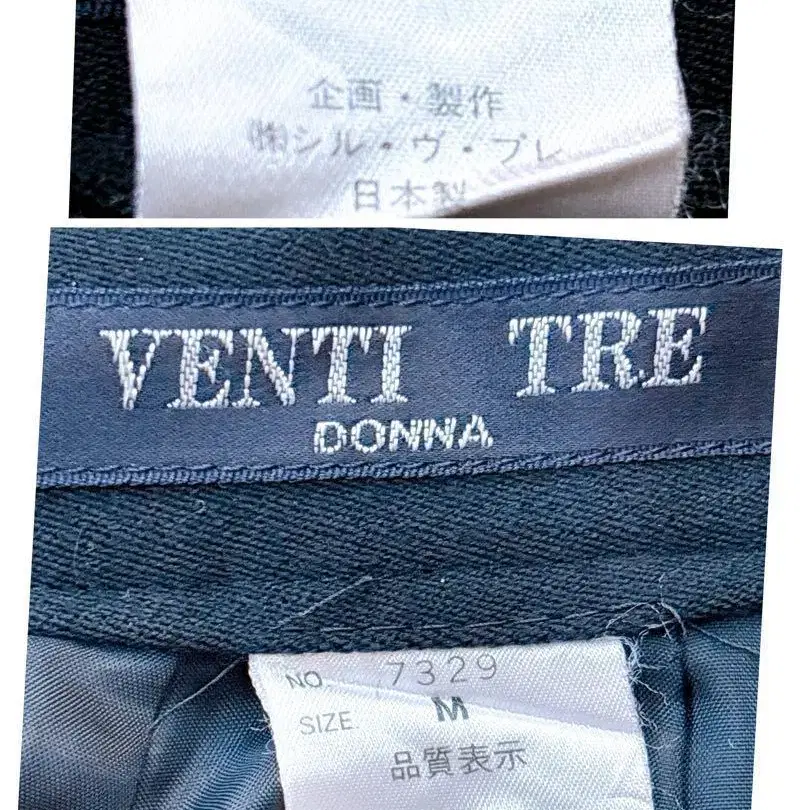 企画・製作
㈱シル・ヴ・プレ
日本製
VENTI TRE
DONNA
NO. 7329
SIZE M
品質表示